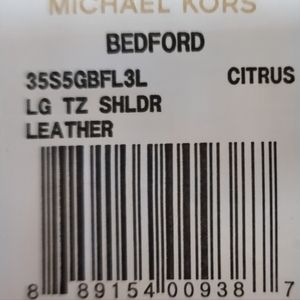 MICHAEL KORS
BEDFORD
35S5GBFL3L CITRUS
LG TZ SHLDR
LEATHER
8 89154 00938 7